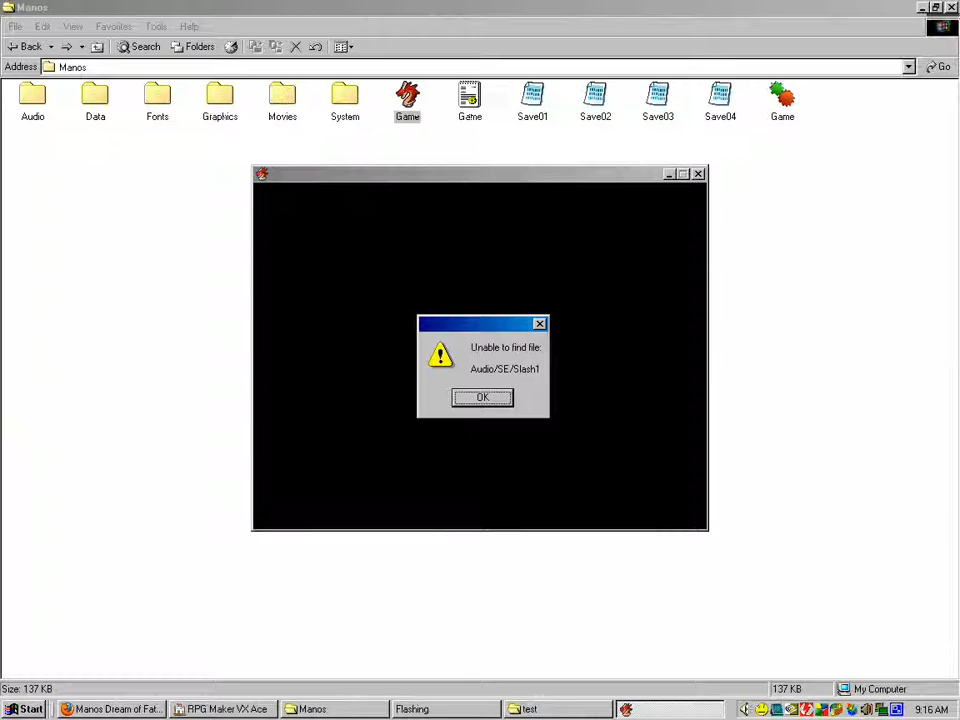 Manos
File Edit View Favorites Tools Help
Back Search Folders
Address Manos Go
Audio Data Fonts Graphics Movies System Game Game Save01 Save02 Save03 Save04 Game
Unable to find file:
Audio/SE/Slash1
OK
Size: 137 KB 137 KB My Computer
Start Manos Dream of Fat... RPG Maker VX Ace Manos Flashing test 9:16 AM